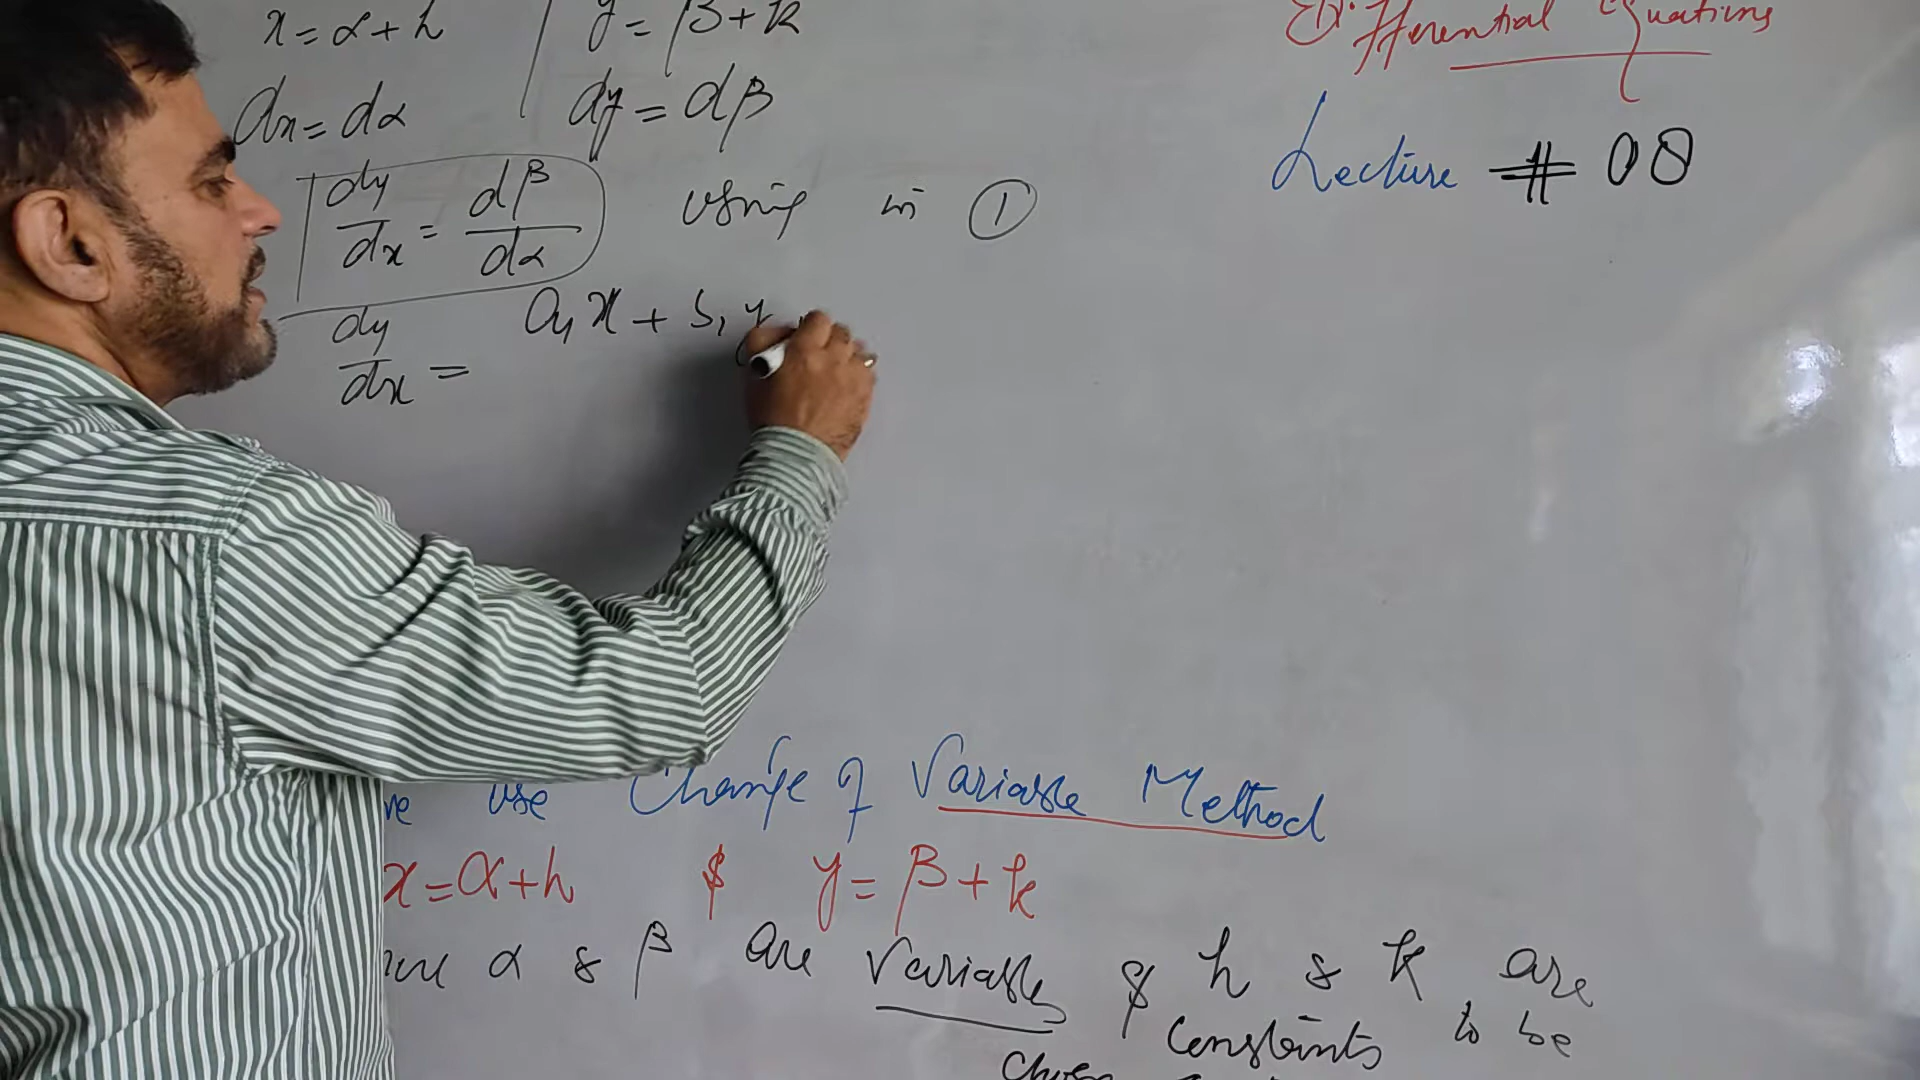 x = α + h | y = β + k
Differential Equations
dx = dα dy = dβ
Lecture # 08
dy/dx = dβ/dα using in ①
dy/dx = a₁x + b₁y
use Change of Variable Method
x = α + h & y = β + k
α & β are Variables & h & k are
Constants to be